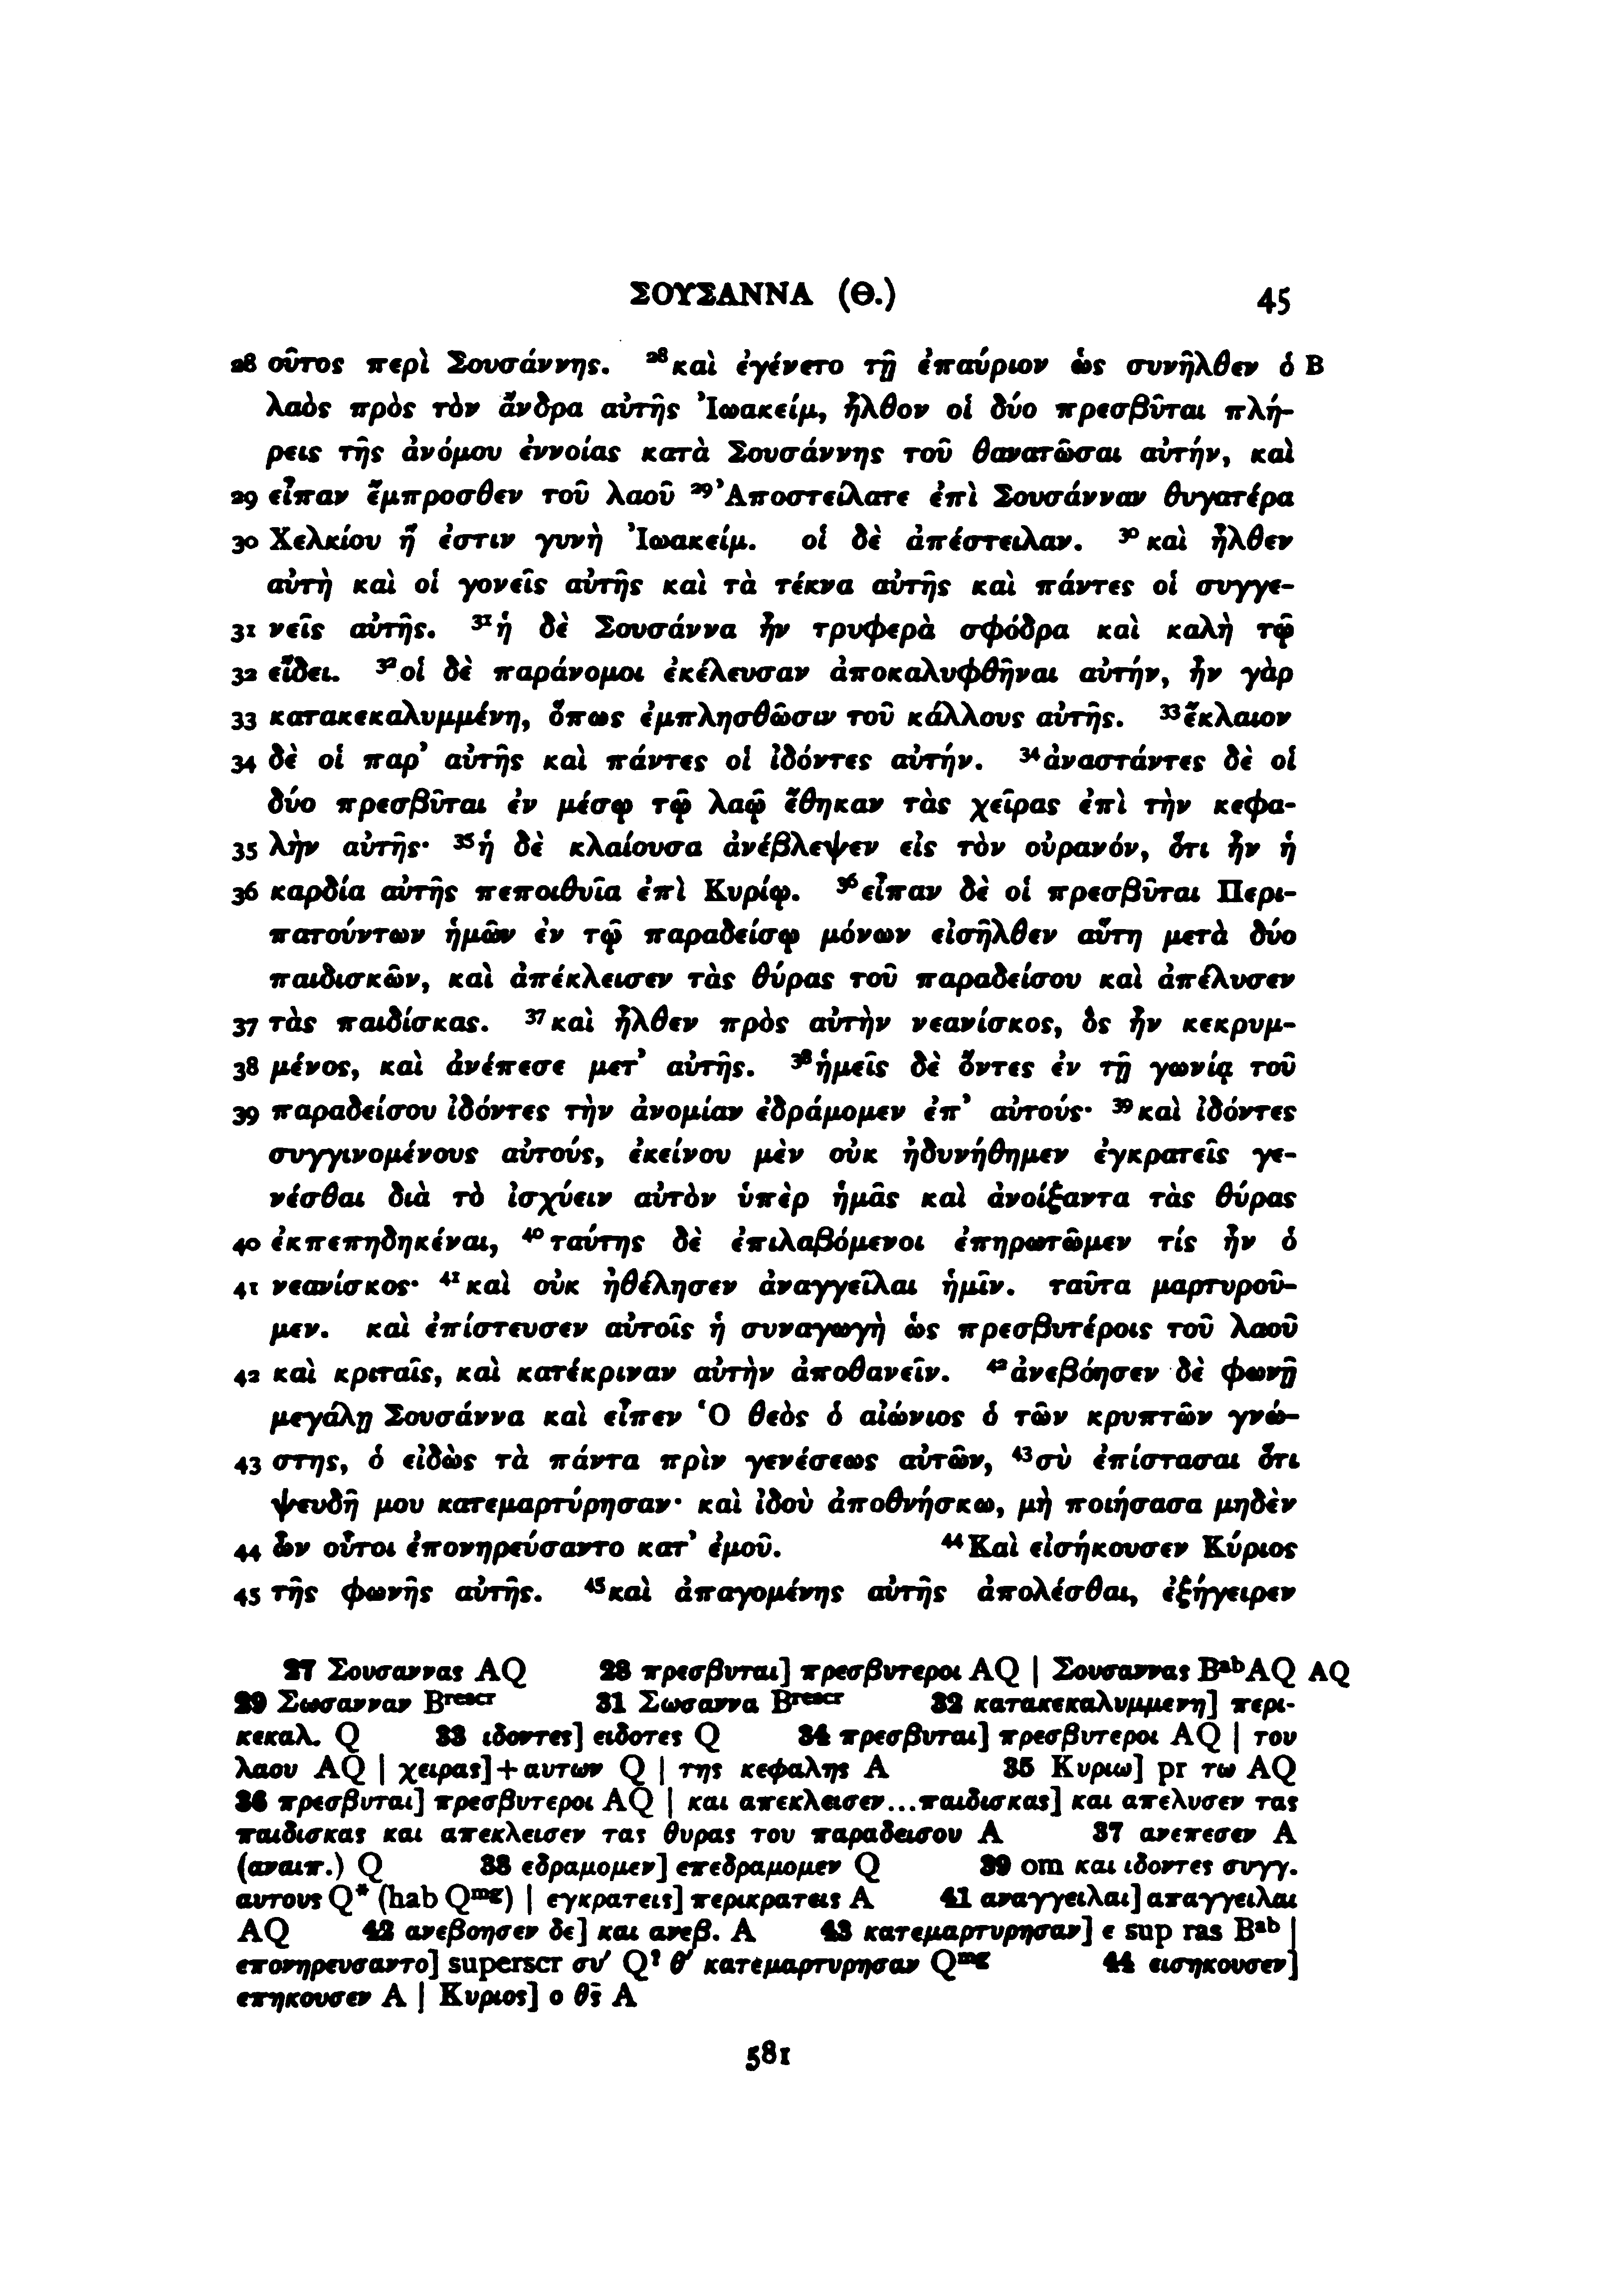 ΣΟΥΣΑΝΝΑ (Θ.) 45
28 οὗτος περὶ Σουσάννης. ²⁸καὶ ἐγένετο τῇ ἐπαύριον ὡς συνῆλθεν ὁ B
λαὸς πρὸς τὸν ἄνδρα αὐτῆς Ἰωακείμ, ἦλθον οἱ δύο πρεσβῦται πλή-
ρεις τῆς ἀνόμου ἐννοίας κατὰ Σουσάννης τοῦ θανατῶσαι αὐτήν, καὶ
29 εἶπαν ἔμπροσθεν τοῦ λαοῦ ²⁹Ἀποστείλατε ἐπὶ Σουσάνναν θυγατέρα
30 Χελκίου ἥ ἐστιν γυνὴ Ἰωακείμ. οἱ δὲ ἀπέστειλαν. ³⁰καὶ ἦλθεν
αὐτὴ καὶ οἱ γονεῖς αὐτῆς καὶ τὰ τέκνα αὐτῆς καὶ πάντες οἱ συγγε-
31 νεῖς αὐτῆς. ³¹ἡ δὲ Σουσάννα ἦν τρυφερὰ σφόδρα καὶ καλὴ τῷ
32 εἴδει. ³²οἱ δὲ παράνομοι ἐκέλευσαν ἀποκαλυφθῆναι αὐτήν, ἦν γὰρ
33 κατακεκαλυμμένη, ὅπως ἐμπλησθῶσιν τοῦ κάλλους αὐτῆς. ³³ἔκλαιον
34 δὲ οἱ παρ’ αὐτῆς καὶ πάντες οἱ ἰδόντες αὐτήν. ³⁴ἀναστάντες δὲ οἱ
δύο πρεσβῦται ἐν μέσῳ τῷ λαῷ ἔθηκαν τὰς χεῖρας ἐπὶ τὴν κεφα-
35 λὴν αὐτῆς· ³⁵ἡ δὲ κλαίουσα ἀνέβλεψεν εἰς τὸν οὐρανόν, ὅτι ἦν ἡ
36 καρδία αὐτῆς πεποιθυῖα ἐπὶ Κυρίῳ. ³⁶εἶπαν δὲ οἱ πρεσβῦται Περι-
πατούντων ἡμῶν ἐν τῷ παραδείσῳ μόνων εἰσῆλθεν αὕτη μετὰ δύο
παιδισκῶν, καὶ ἀπέκλεισεν τὰς θύρας τοῦ παραδείσου καὶ ἀπέλυσεν
37 τὰς παιδίσκας. ³⁷καὶ ἦλθεν πρὸς αὐτὴν νεανίσκος, ὃς ἦν κεκρυμ-
38 μένος, καὶ ἀνέπεσε μετ’ αὐτῆς. ³⁸ἡμεῖς δὲ ὄντες ἐν τῇ γωνίᾳ τοῦ
39 παραδείσου ἰδόντες τὴν ἀνομίαν ἐδράμομεν ἐπ’ αὐτούς· ³⁹καὶ ἰδόντες
συγγινομένους αὐτούς, ἐκείνου μὲν οὐκ ἠδυνήθημεν ἐγκρατεῖς γε-
νέσθαι διὰ τὸ ἰσχύειν αὐτὸν ὑπὲρ ἡμᾶς καὶ ἀνοίξαντα τὰς θύρας
40 ἐκπεπηδηκέναι, ⁴⁰ταύτης δὲ ἐπιλαβόμενοι ἐπηρωτῶμεν τίς ἦν ὁ
41 νεανίσκος· ⁴¹καὶ οὐκ ἠθέλησεν ἀναγγεῖλαι ἡμῖν. ταῦτα μαρτυροῦ-
μεν. καὶ ἐπίστευσεν αὐτοῖς ἡ συναγωγὴ ὡς πρεσβυτέροις τοῦ λαοῦ
42 καὶ κριταῖς, καὶ κατέκριναν αὐτὴν ἀποθανεῖν. ⁴²ἀνεβόησεν δὲ φωνῇ
μεγάλῃ Σουσάννα καὶ εἶπεν Ὁ θεὸς ὁ αἰώνιος ὁ τῶν κρυπτῶν γνώ-
43 στης, ὁ εἰδὼς τὰ πάντα πρὶν γενέσεως αὐτῶν, ⁴³σὺ ἐπίστασαι ὅτι
ψευδῆ μου κατεμαρτύρησαν· καὶ ἰδοὺ ἀποθνήσκω, μὴ ποιήσασα μηδὲν
44 ὧν οὗτοι ἐπονηρεύσαντο κατ’ ἐμοῦ. ⁴⁴Καὶ εἰσήκουσεν Κύριος
45 τῆς φωνῆς αὐτῆς. ⁴⁵καὶ ἀπαγομένης αὐτῆς ἀπολέσθαι, ἐξήγειρεν
27 Σουσαννας AQ 28 πρεσβυται] πρεσβυτεροι AQ | Σουσαννας Bᵃᵇ AQ AQ
29 Σωσανναν Bʳᵉˢᶜʳ 31 Σωσαννα Bʳᵉˢᶜʳ 32 κατακεκαλυμμενη] περι-
κεκαλ. Q 33 ιδοντες] ειδοτες Q 34 πρεσβυται] πρεσβυτεροι AQ | του
λαου AQ | χειρας]+αυτων Q | της κεφαλης A 35 Κυριω] pr τω AQ
36 πρεσβυται] πρεσβυτεροι AQ | και απεκλεισεν...παιδισκας] και απελυσεν τας
παιδισκας και απεκλεισεν τας θυρας του παραδεισου A 37 ανεπεσεν A
(αναιπ.) Q 38 εδραμομεν] επεδραμομεν Q 39 om και ιδοντες συγγ.
αυτους Q* (hab Qᵐᵍ) | εγκρατεις] περικρατεις A 41 αναγγειλαι] απαγγειλαι
AQ 42 ανεβοησεν δε] και ανεβ. A 43 κατεμαρτυρησαν] ε sup ras Bᵃᵇ |
επονηρευσαντο] superscr συ′ Q? θ′ κατεμαρτυρησαν Qᵐᵍ 44 εισηκουσεν]
επηκουσεν A | Κυριος] ο θς̄ A
581